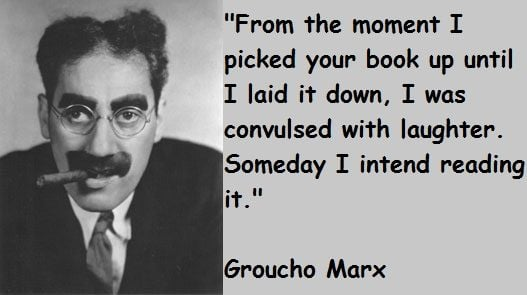 "From the moment I
picked your book up until
I laid it down, I was
convulsed with laughter.
Someday I intend reading
it."
Groucho Marx